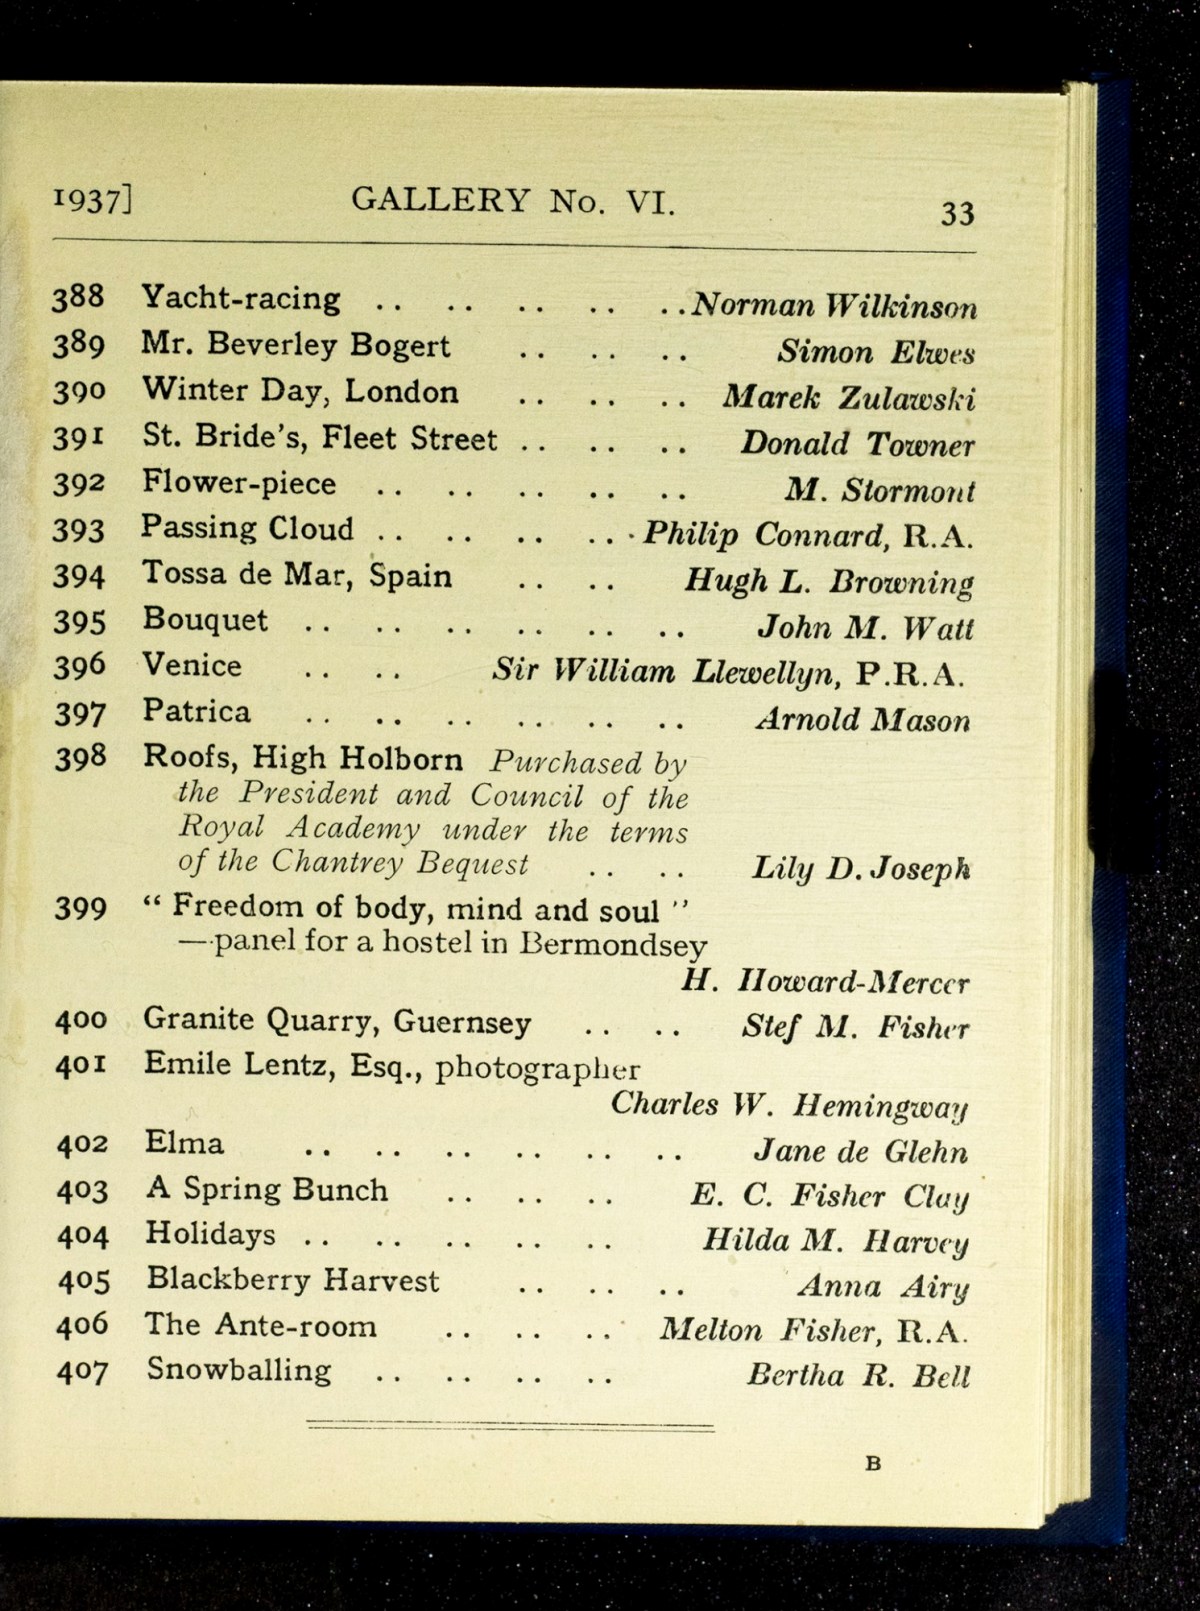 1937] GALLERY No. VI. 33
388 Yacht-racing .. .. .. .. .. Norman Wilkinson
389 Mr. Beverley Bogert .. .. .. Simon Elwes
390 Winter Day, London .. .. .. Marek Zulawski
391 St. Bride's, Fleet Street .. .. .. Donald Towner
392 Flower-piece .. .. .. .. .. M. Stormont
393 Passing Cloud .. .. .. .. . Philip Connard, R.A.
394 Tossa de Mar, Spain .. .. Hugh L. Browning
395 Bouquet .. .. .. .. .. .. John M. Watt
396 Venice .. .. Sir William Llewellyn, P.R.A.
397 Patrica .. .. .. .. .. .. Arnold Mason
398 Roofs, High Holborn Purchased by
the President and Council of the
Royal Academy under the terms
of the Chantrey Bequest .. .. Lily D. Joseph
399 “ Freedom of body, mind and soul ”
—panel for a hostel in Bermondsey
H. Howard-Mercer
400 Granite Quarry, Guernsey .. .. Stef M. Fisher
401 Emile Lentz, Esq., photographer
Charles W. Hemingway
402 Elma .. .. .. .. .. .. Jane de Glehn
403 A Spring Bunch .. .. .. E. C. Fisher Clay
404 Holidays .. .. .. .. .. Hilda M. Harvey
405 Blackberry Harvest .. .. .. Anna Airy
406 The Ante-room .. .. .. Melton Fisher, R.A.
407 Snowballing .. .. .. .. Bertha R. Bell
B